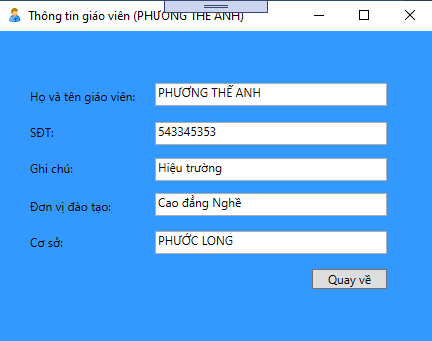 Thông tin giáo viên (PHƯƠNG THẾ ANH)
Họ và tên giáo viên: PHƯƠNG THẾ ANH
SĐT: 543345353
Ghi chú: Hiệu trường
Đơn vị đào tạo: Cao đẳng Nghề
Cơ sở: PHƯỚC LONG
Quay về